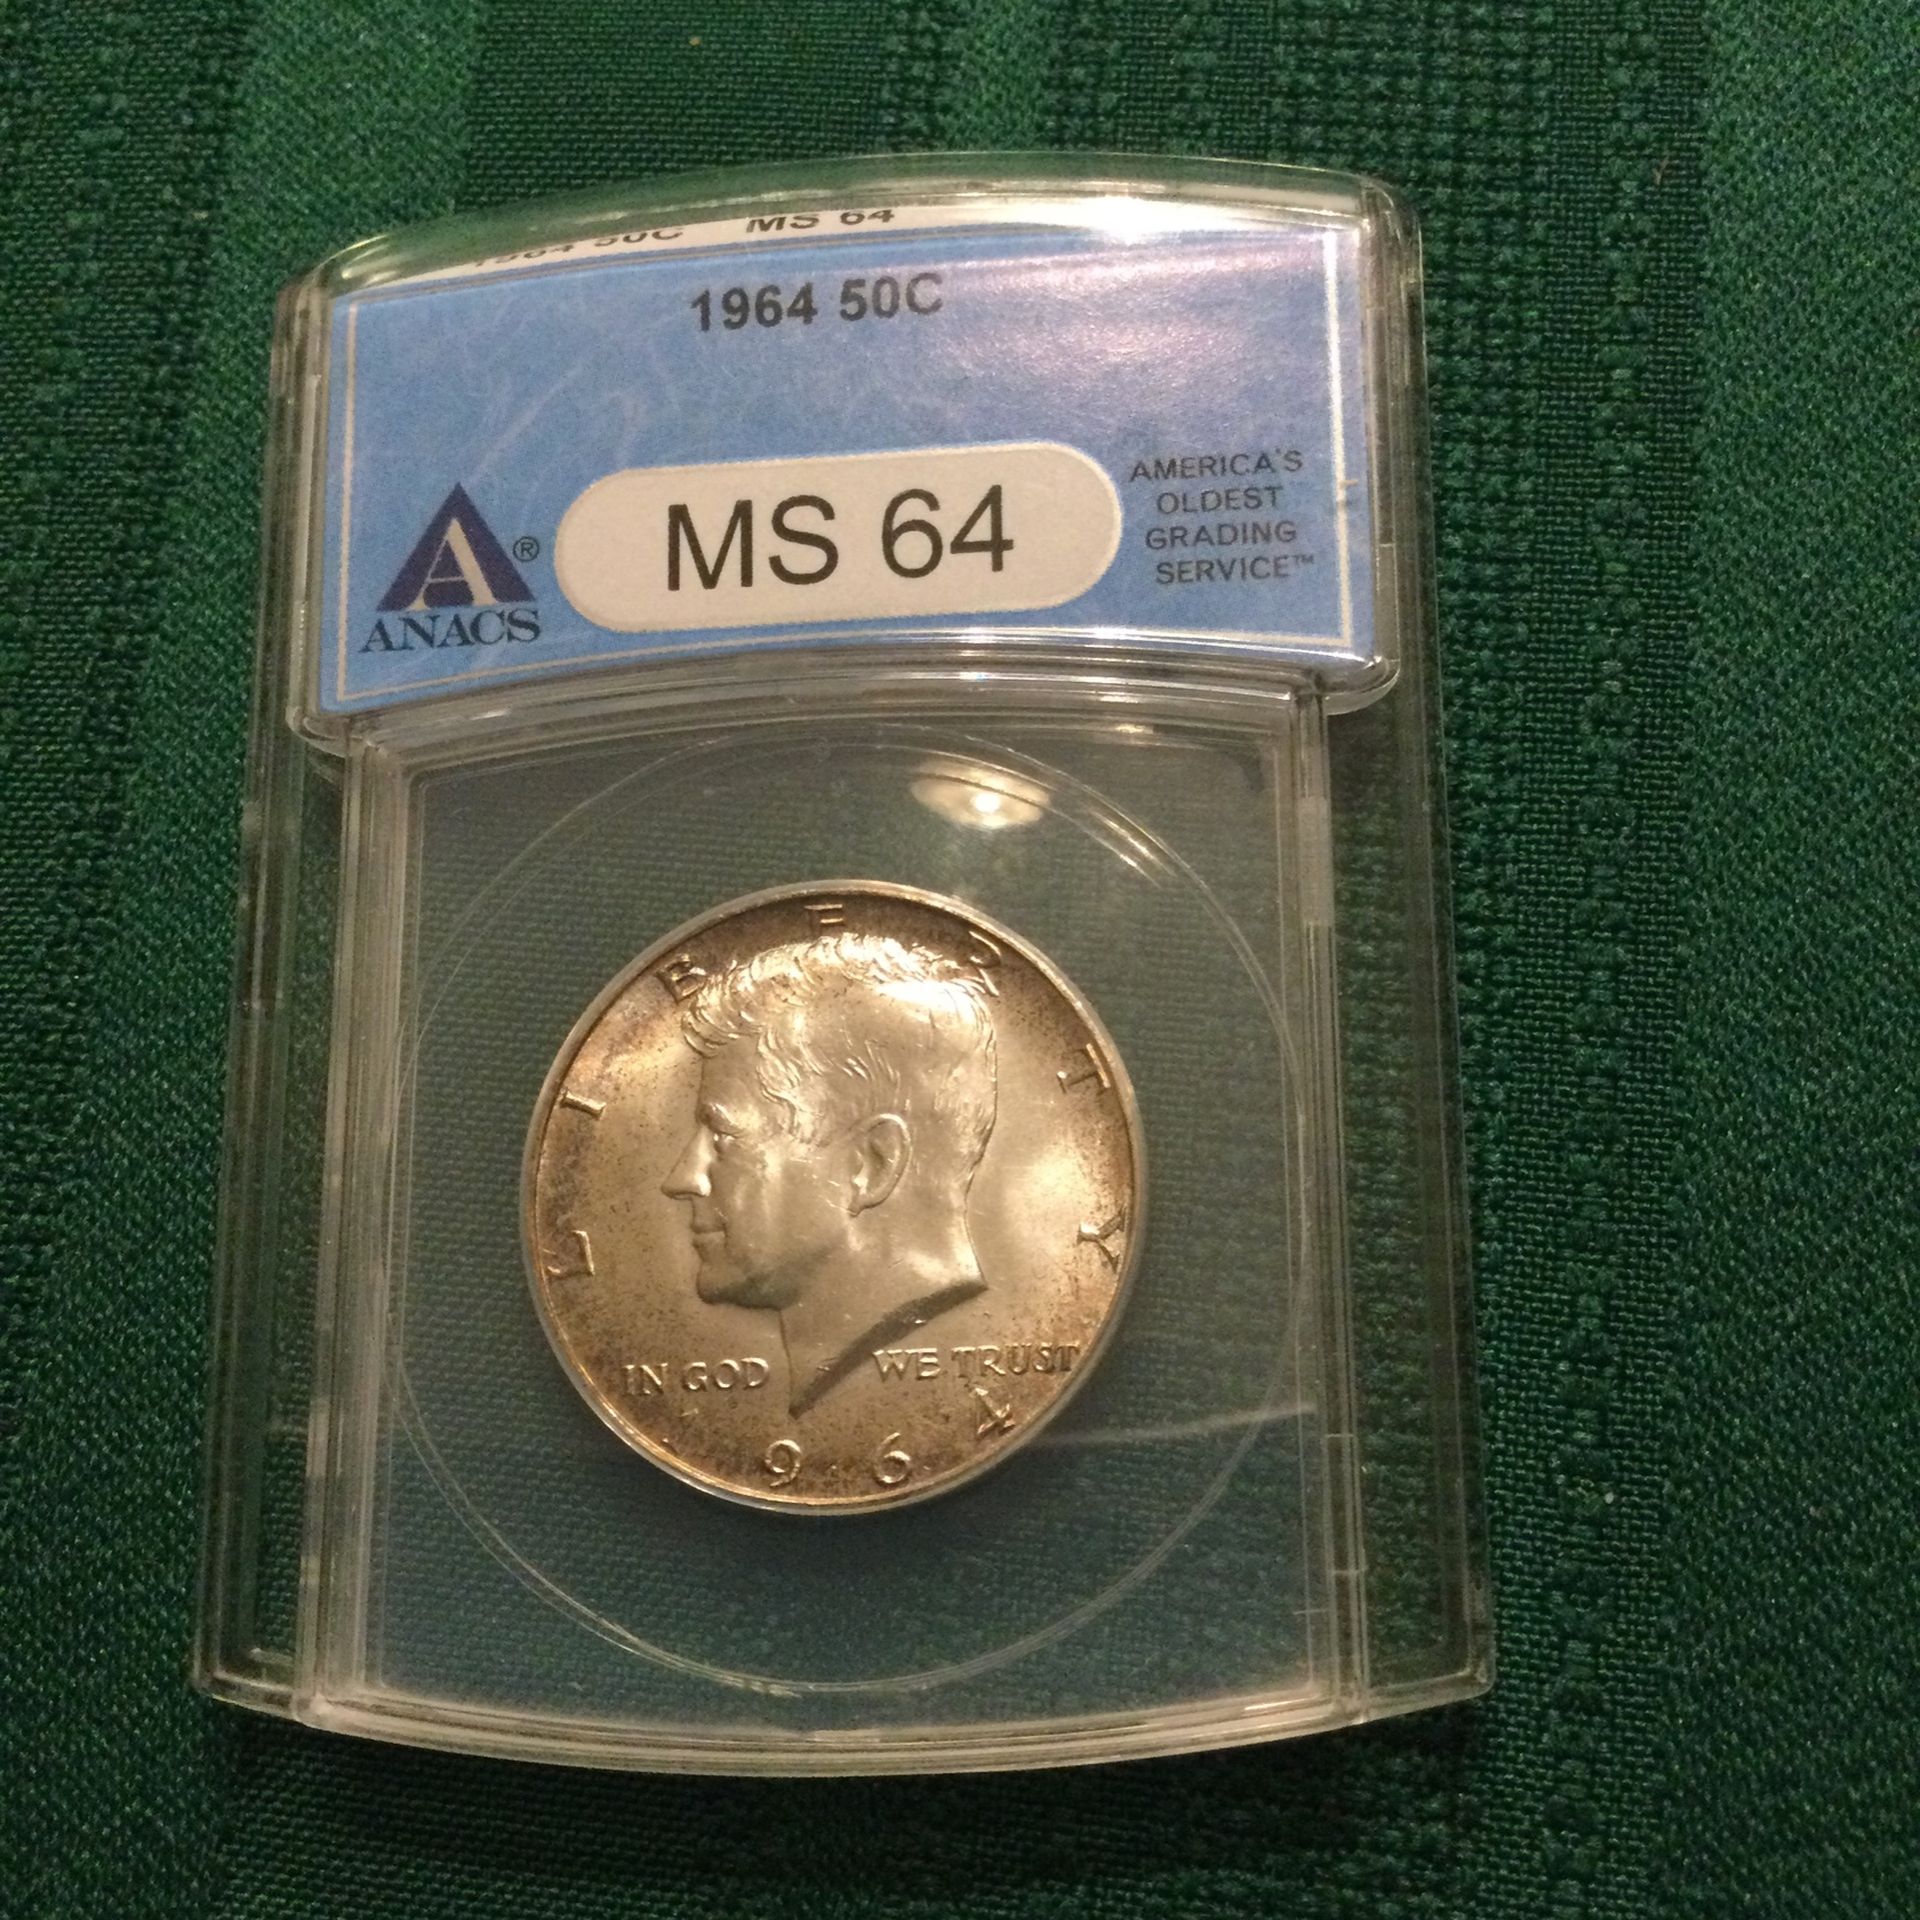 1964 50C MS 64
1964 50C
MS 64
ANACS®
AMERICA'S
OLDEST
GRADING
SERVICE™
LIBERTY
IN GOD WE TRUST
1964